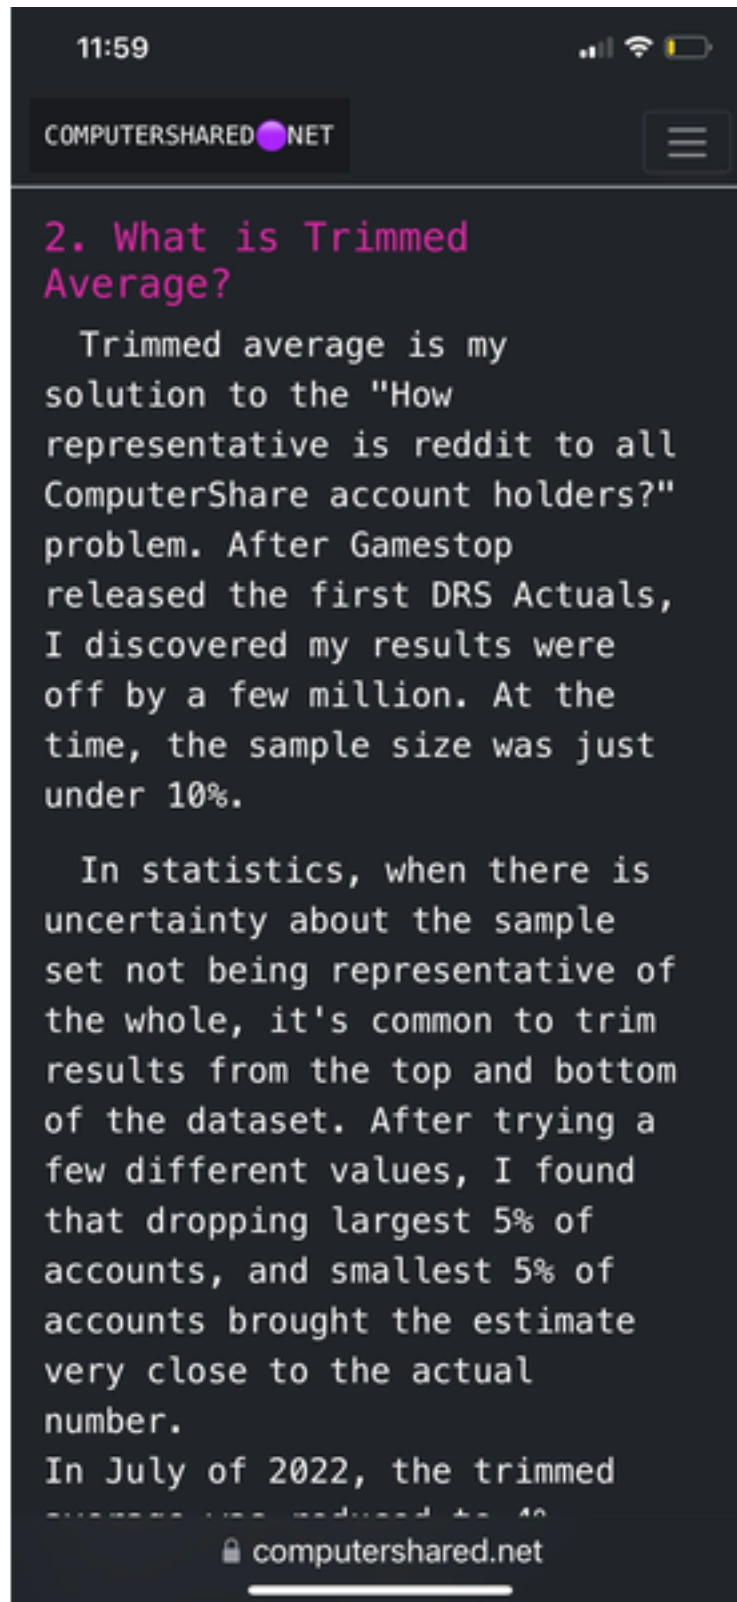 11:59
COMPUTERSHARED NET
2. What is Trimmed
Average?
Trimmed average is my
solution to the "How
representative is reddit to all
ComputerShare account holders?"
problem. After Gamestop
released the first DRS Actuals,
I discovered my results were
off by a few million. At the
time, the sample size was just
under 10%.
In statistics, when there is
uncertainty about the sample
set not being representative of
the whole, it's common to trim
results from the top and bottom
of the dataset. After trying a
few different values, I found
that dropping largest 5% of
accounts, and smallest 5% of
accounts brought the estimate
very close to the actual
number.
In July of 2022, the trimmed
computershared.net